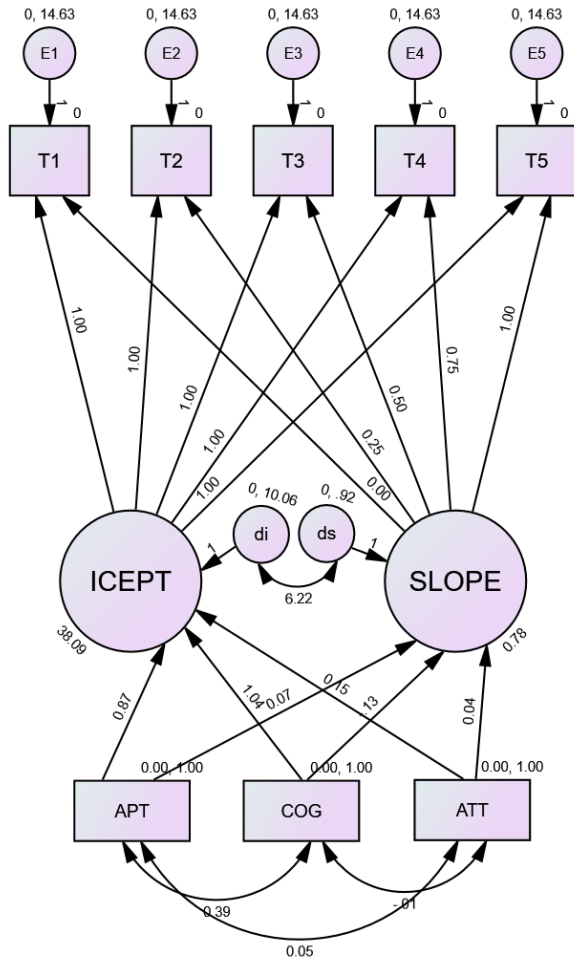 0, 14.63
0, 14.63
0, 14.63
0, 14.63
0, 14.63
E1
E2
E3
E4
E5
1
0
1
0
1
0
1
0
1
0
T1
T2
T3
T4
T5
1.00
1.00
1.00
1.00
1.00
0.00
0.25
0.50
0.75
1.00
0, 10.06
0, .92
di
ds
1
1
6.22
ICEPT
SLOPE
38.09
0.78
0.87
1.04
0.07
0.15
.13
0.04
0.00, 1.00
0.00, 1.00
0.00, 1.00
APT
COG
ATT
0.39
-.01
0.05